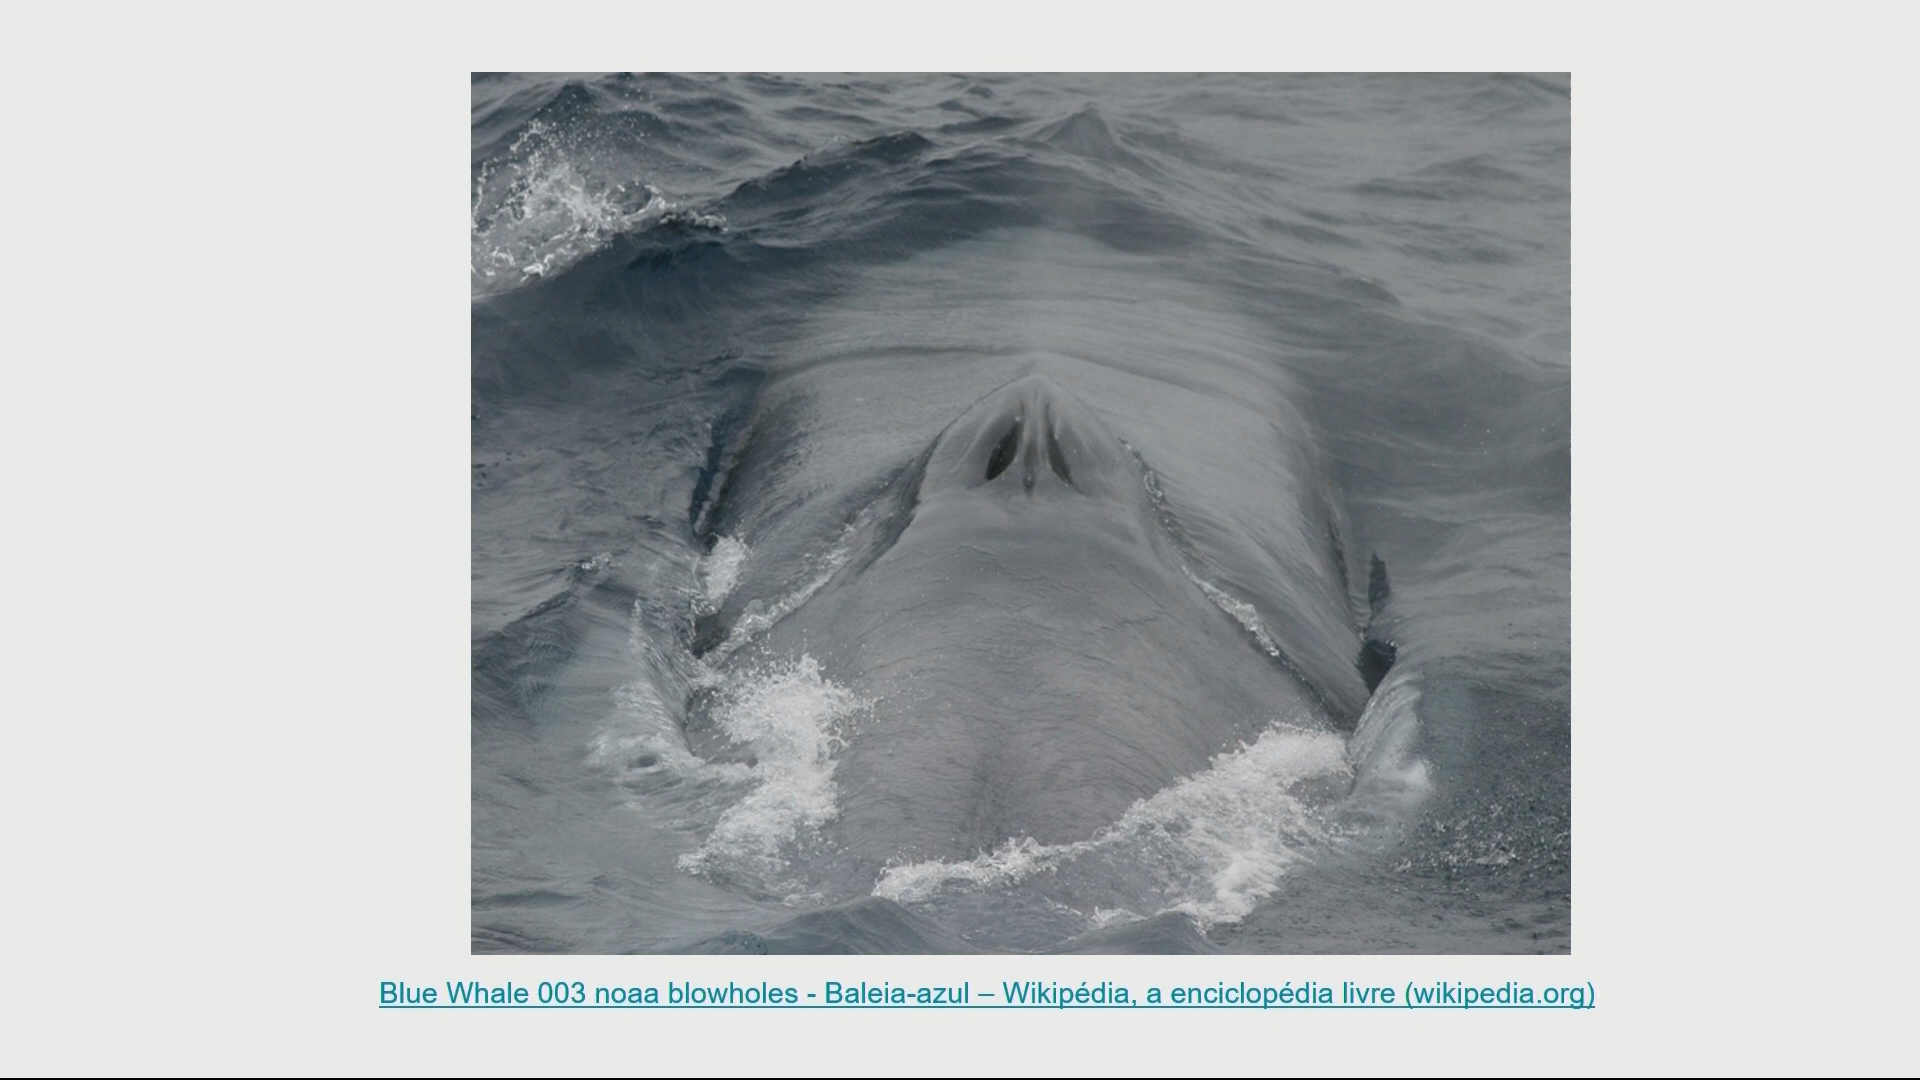 Blue Whale 003 noaa blowholes - Baleia-azul – Wikipédia, a enciclopédia livre (wikipedia.org)